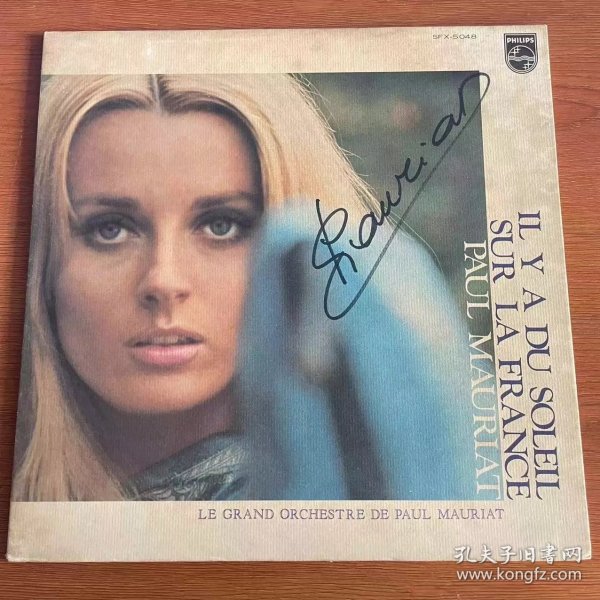 SFX-5048
PHILIPS
IL Y A DU SOLEIL
SUR LA FRANCE
PAUL MAURIAT
LE GRAND ORCHESTRE DE PAUL MAURIAT
孔夫子旧书网
www.kongfz.com